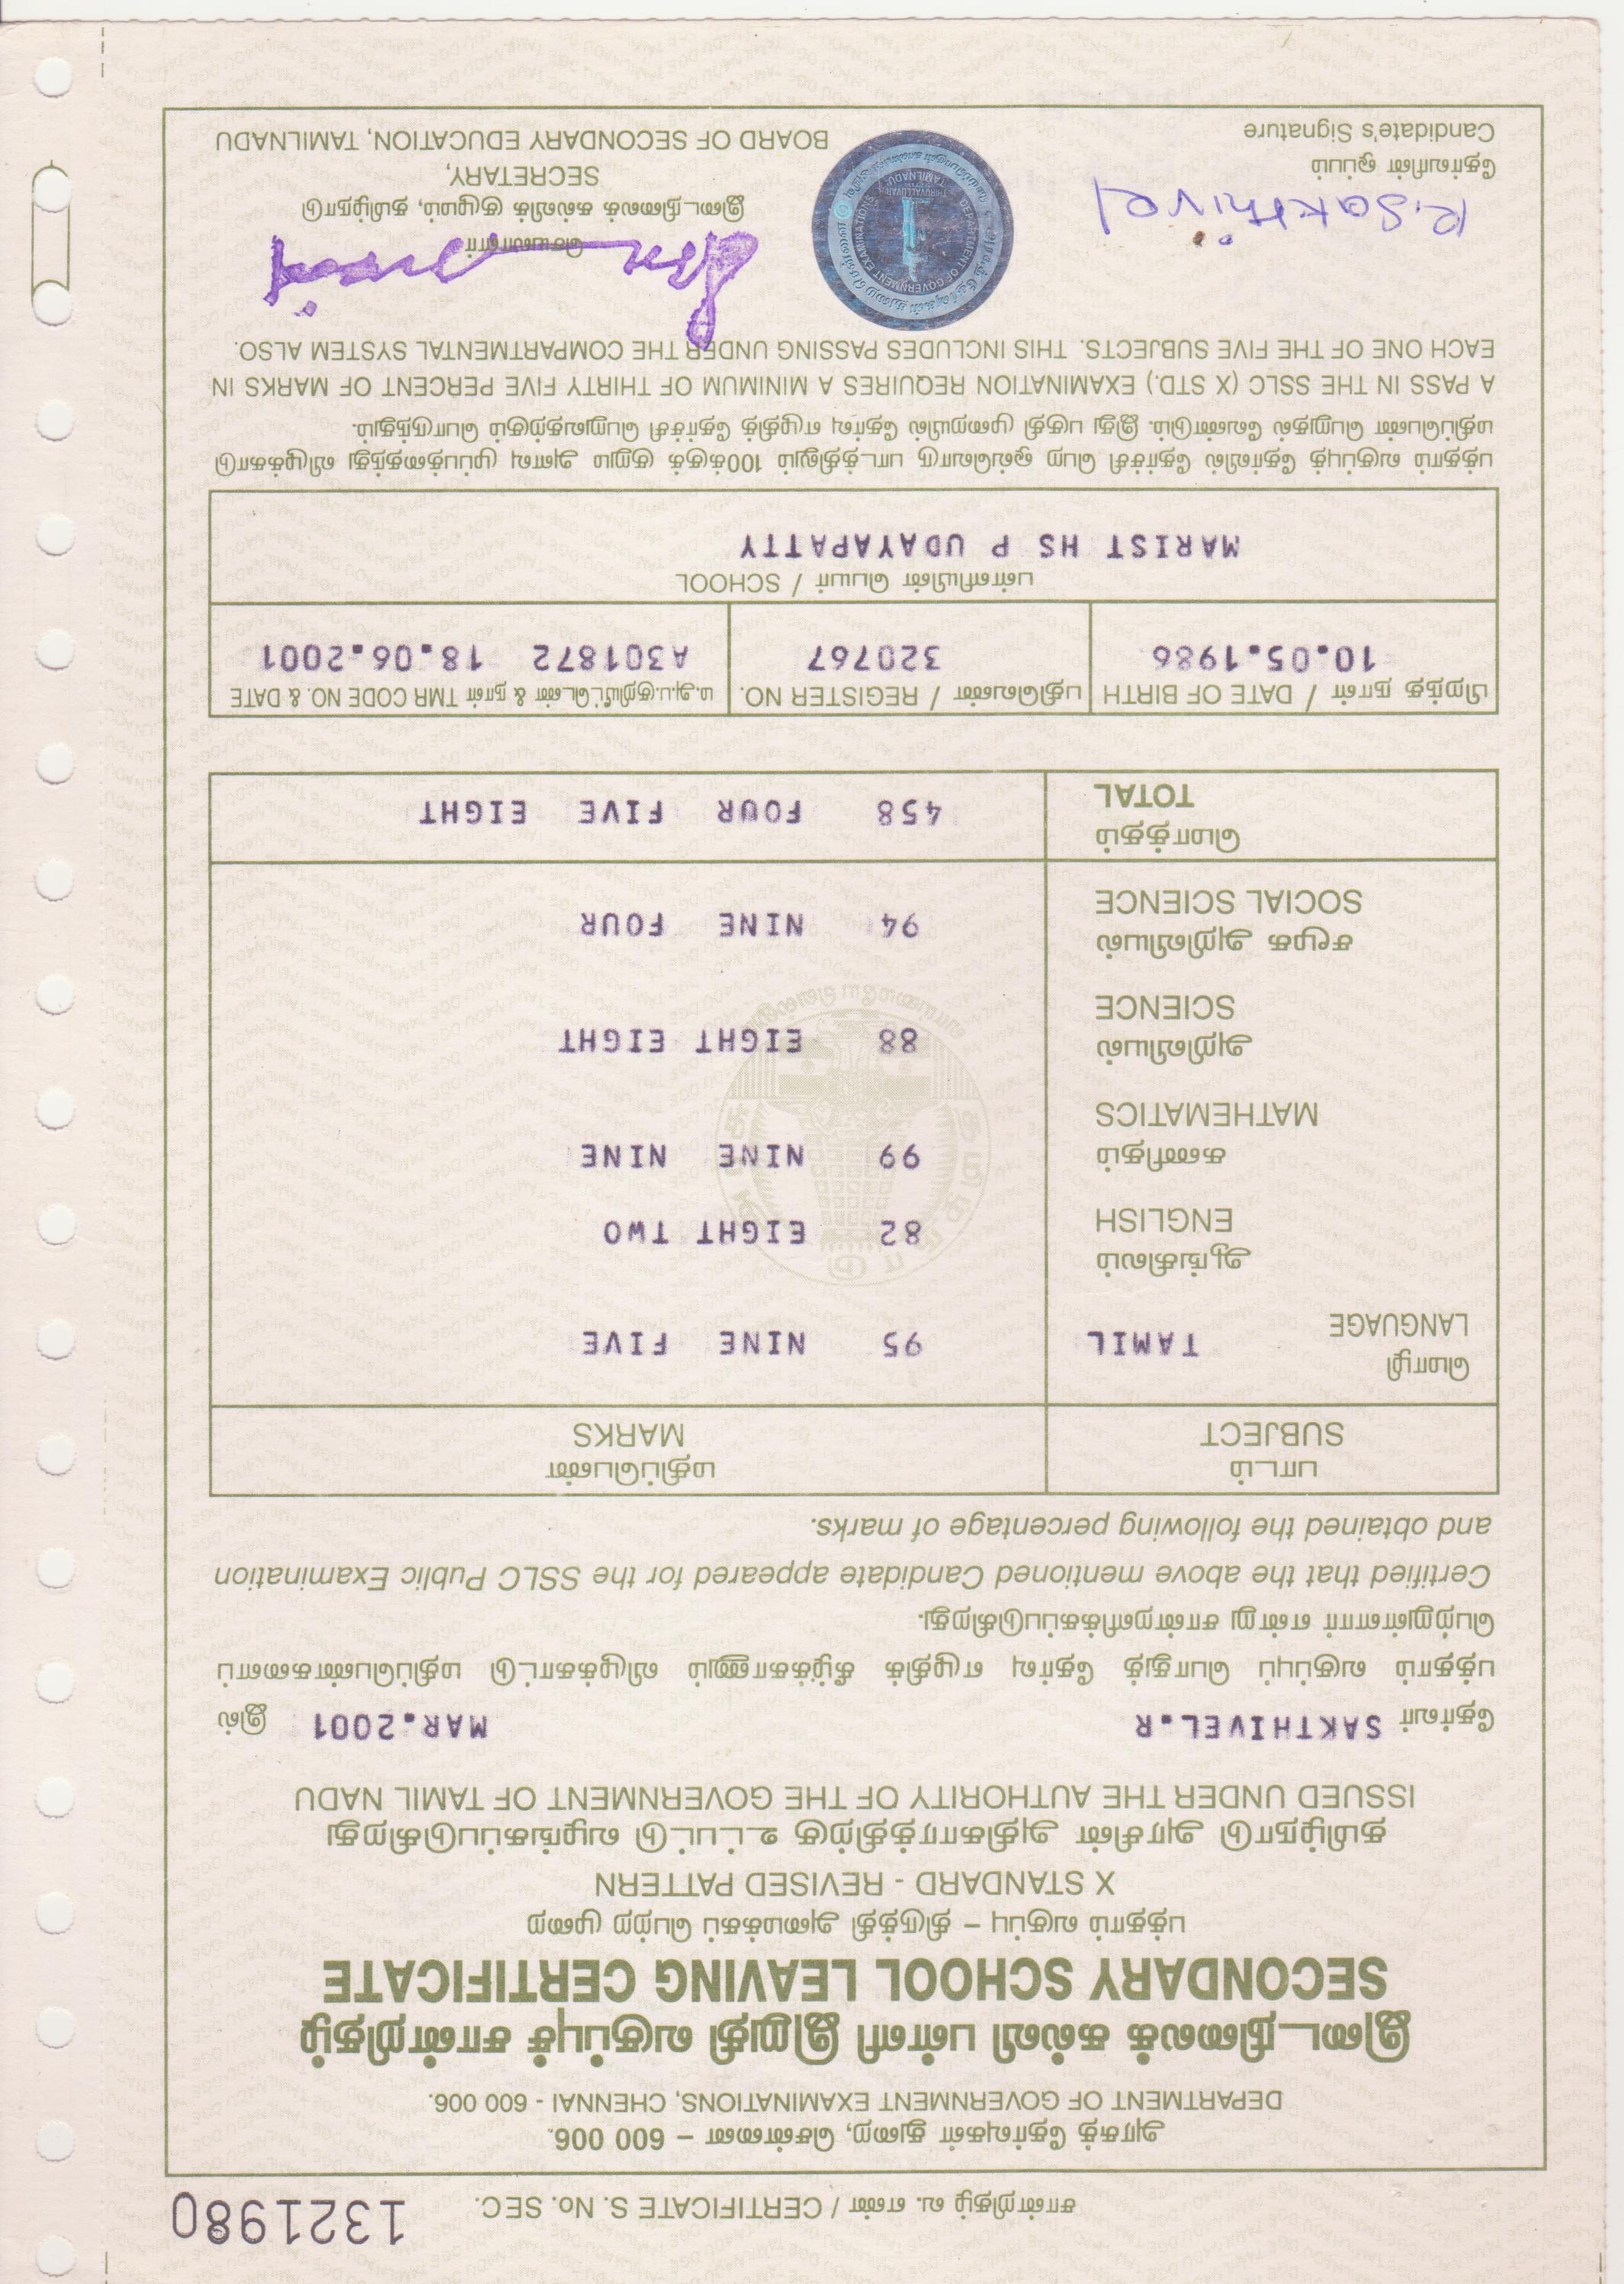 சான்றிதழ் வ. எண் / CERTIFICATE S. No. SEC. 1321980
அரசுத் தேர்வுகள் துறை, சென்னை – 600 006.
DEPARTMENT OF GOVERNMENT EXAMINATIONS, CHENNAI - 600 006.
இடைநிலைக் கல்வி பள்ளி இறுதி வகுப்புச் சான்றிதழ்
SECONDARY SCHOOL LEAVING CERTIFICATE
பத்தாம் வகுப்பு – திருத்தி அமைக்கப் பெற்ற முறை
X STANDARD - REVISED PATTERN
தமிழ்நாடு அரசின் அதிகாரத்திற்கு உட்பட்டு வழங்கப்படுகிறது
ISSUED UNDER THE AUTHORITY OF THE GOVERNMENT OF TAMIL NADU
தேர்வர் SAKTHIVEL.R MAR.2001 இல்
பத்தாம் வகுப்புப் பொதுத் தேர்வு எழுதிக் கீழ்க்காணும் விழுக்காட்டு மதிப்பெண்களைப்
பெற்றுள்ளார் என்று சான்றளிக்கப்படுகிறது.
Certified that the above mentioned Candidate appeared for the SSLC Public Examination
and obtained the following percentage of marks.
பாடம் மதிப்பெண்
SUBJECT MARKS
மொழி
LANGUAGE TAMIL 95 NINE FIVE
ஆங்கிலம்
ENGLISH 82 EIGHT TWO
கணிதம்
MATHEMATICS 99 NINE NINE
அறிவியல்
SCIENCE 88 EIGHT EIGHT
சமூக அறிவியல்
SOCIAL SCIENCE 94 NINE FOUR
மொத்தம்
TOTAL 458 FOUR FIVE EIGHT
பிறந்த நாள் / DATE OF BIRTH பதிவெண் / REGISTER NO. ம.அ.ப.குறியீட்டெண் & நாள் TMR CODE NO. & DATE
10.05.1986 320767 A301872 18.06.2001
பள்ளியின் பெயர் / SCHOOL
MARIST HS P UDAYAPATTY
பத்தாம் வகுப்புத் தேர்வில் தேர்ச்சி பெற ஒவ்வொரு பாடத்திலும் 100க்குக் குறும அளவு முப்பத்தைந்து விழுக்காடு
மதிப்பெண் பெறுதல் வேண்டும். இது பகுதி முறையில் தேர்வு எழுதித் தேர்ச்சி பெறுவதற்கும் பொருந்தும்.
A PASS IN THE SSLC (X STD.) EXAMINATION REQUIRES A MINIMUM OF THIRTY FIVE PERCENT OF MARKS IN
EACH ONE OF THE FIVE SUBJECTS. THIS INCLUDES PASSING UNDER THE COMPARTMENTAL SYSTEM ALSO.
R.Sakthivel
தேர்வரின் ஒப்பம்
Candidate's Signature
DEPARTMENT OF GOVERNMENT EXAMINATIONS
THIRUVALLUVAR
TAMILNADU
செயலாளர்
இடைநிலைக் கல்விக் குழுமம், தமிழ்நாடு
SECRETARY,
BOARD OF SECONDARY EDUCATION, TAMILNADU